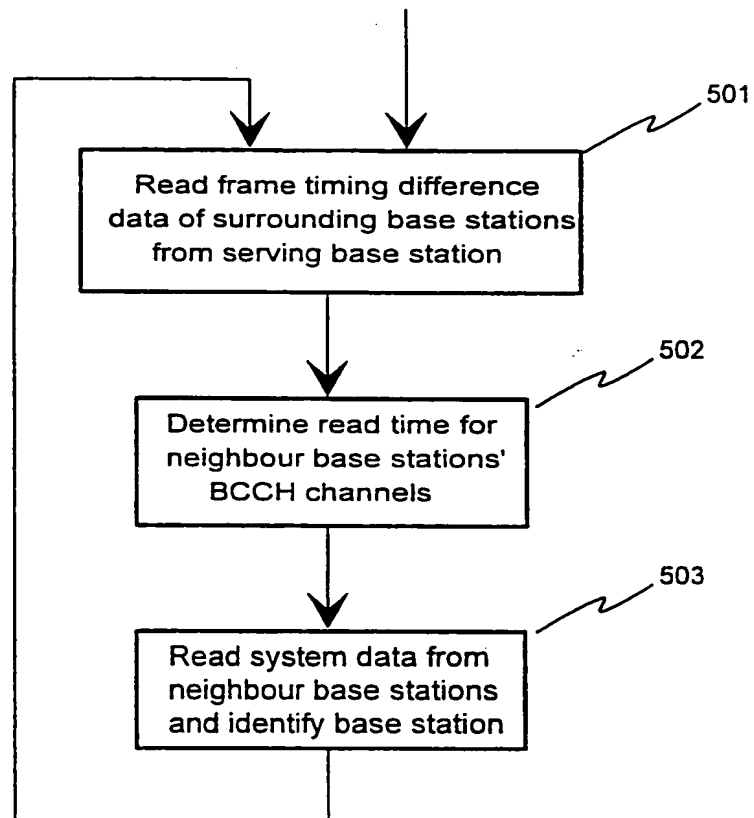 501
Read frame timing difference
data of surrounding base stations
from serving base station
502
Determine read time for
neighbour base stations'
BCCH channels
503
Read system data from
neighbour base stations
and identify base station